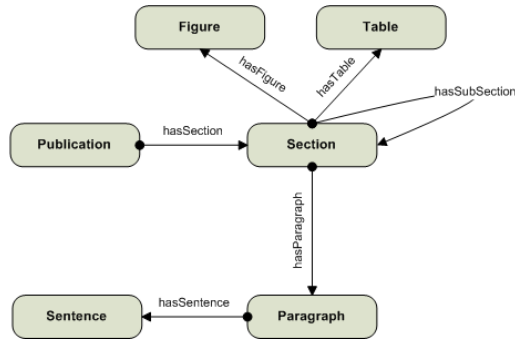 Figure
Table
hasFigure
hasTable
hasSubSection
Publication
hasSection
Section
hasParagraph
Sentence
hasSentence
Paragraph